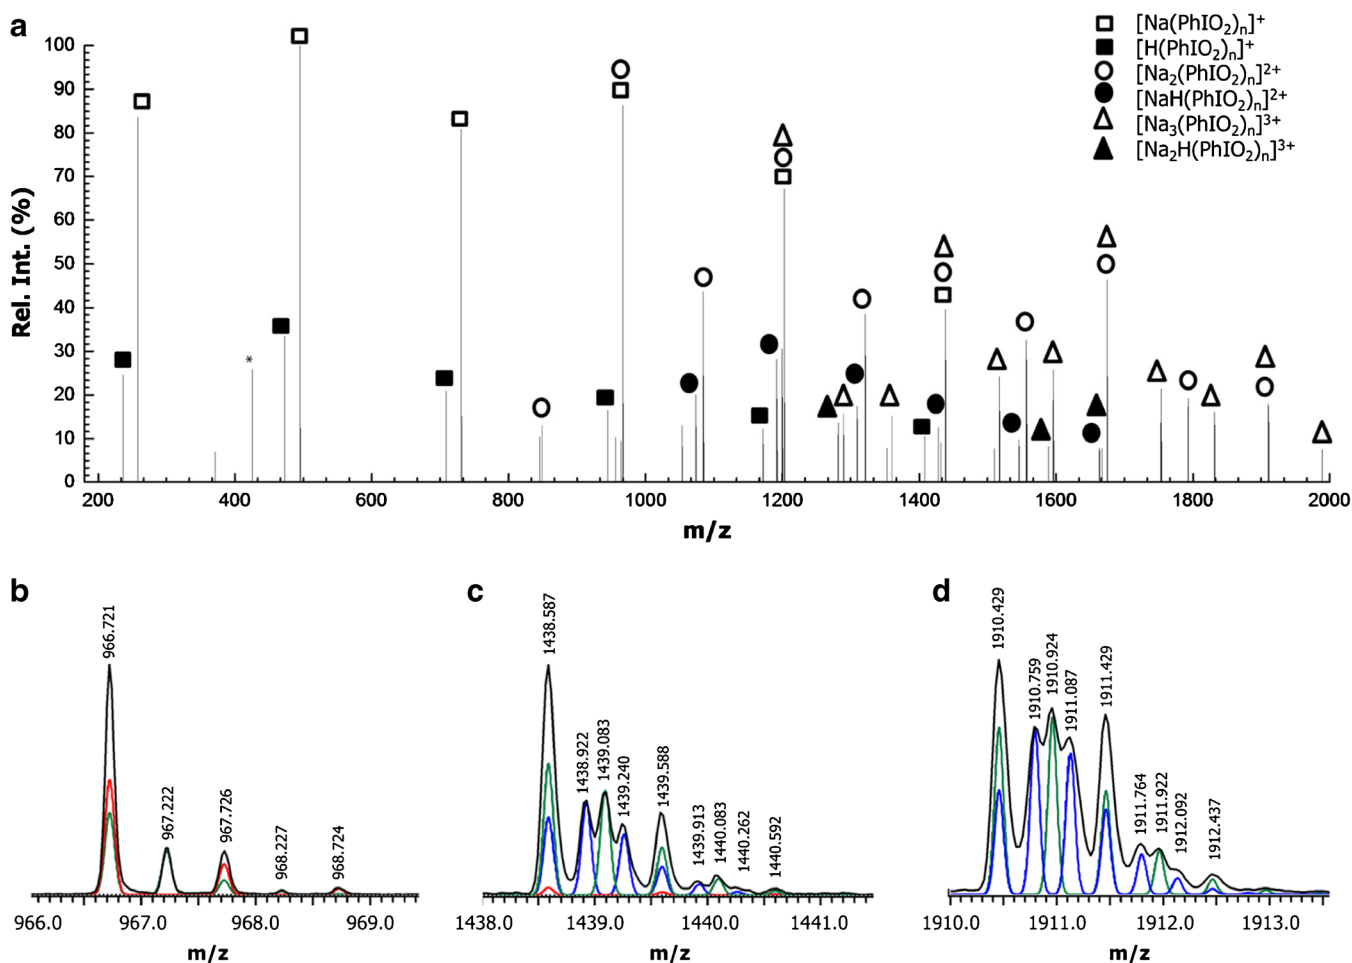 a
[Na(PhIO₂)ₙ]⁺
[H(PhIO₂)ₙ]⁺
[Na₂(PhIO₂)ₙ]²⁺
[NaH(PhIO₂)ₙ]²⁺
[Na₃(PhIO₂)ₙ]³⁺
[Na₂H(PhIO₂)ₙ]³⁺
Rel. Int. (%)
100
90
80
70
60
50
40
30
20
10
0
*
200 400 600 800 1000 1200 1400 1600 1800 2000
m/z
b
966.721
967.222
967.726
968.227
968.724
966.0 967.0 968.0 969.0
m/z
c
1438.587
1438.922
1439.083
1439.240
1439.588
1439.913
1440.083
1440.262
1440.592
1438.0 1439.0 1440.0 1441.0
m/z
d
1910.429
1910.759
1910.924
1911.087
1911.429
1911.764
1911.922
1912.092
1912.437
1910.0 1911.0 1912.0 1913.0
m/z